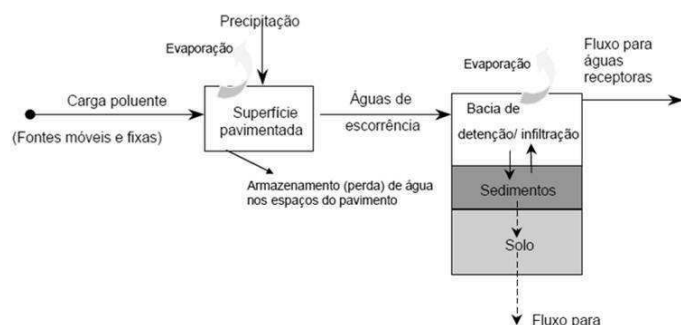 Precipitação
Evaporação
Carga poluente
(Fontes móveis e fixas)
Superfície
pavimentada
Armazenamento (perda) de água
nos espaços do pavimento
Águas de
escorrência
Evaporação
Fluxo para
águas
receptoras
Bacia de
detenção/ infiltração
Sedimentos
Solo
Fluxo para